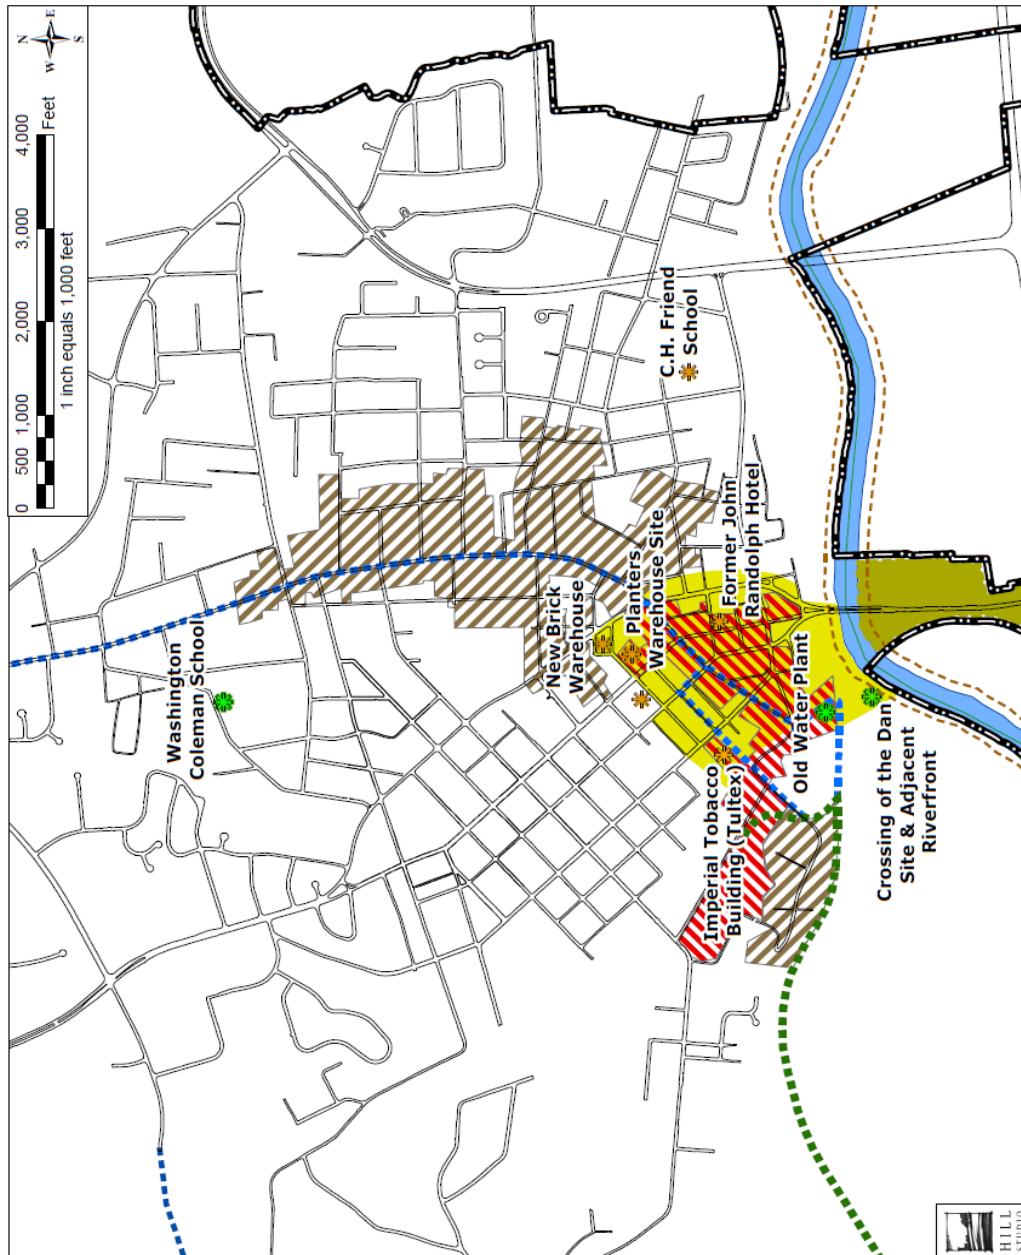 N
W
E
S
0
500
1,000
2,000
3,000
4,000
Feet
1 inch equals 1,000 feet
Washington
Coleman School
C.H. Friend
School
New Brick
Warehouse
Planters
Warehouse Site
Former John
Randolph Hotel
Imperial Tobacco
Building (Tultex)
Old Water Plant
Crossing of the Dan
Site & Adjacent
Riverfront
HILL
STUDIO